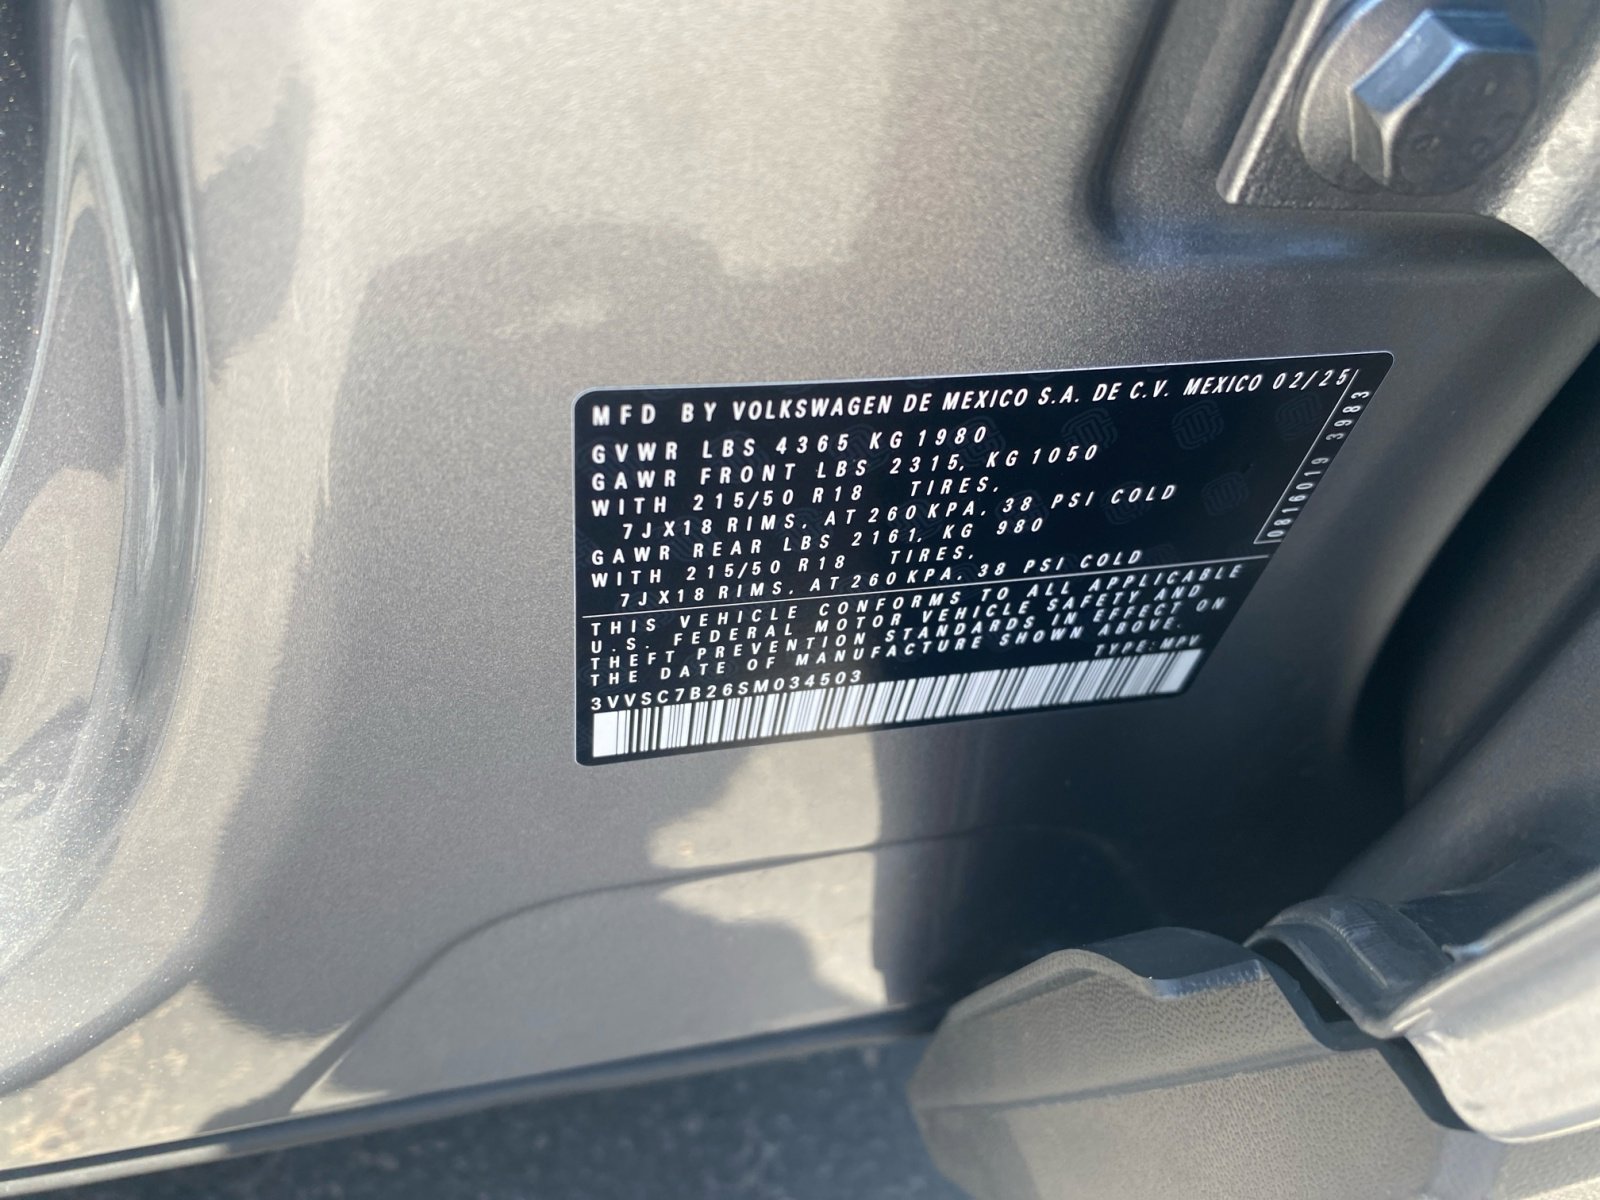 MFD BY VOLKSWAGEN DE MEXICO S.A. DE C.V. MEXICO 02/25
GVWR LBS 4365 KG 1980
GAWR FRONT LBS 2315, KG 1050
WITH 215/50 R18 TIRES,
7JX18 RIMS, AT 260 KPA, 38 PSI COLD
GAWR REAR LBS 2161, KG 980
WITH 215/50 R18 TIRES,
7JX18 RIMS, AT 260 KPA, 38 PSI COLD
THIS VEHICLE CONFORMS TO ALL APPLICABLE
U.S. FEDERAL MOTOR VEHICLE SAFETY AND
THEFT PREVENTION STANDARDS IN EFFECT ON
THE DATE OF MANUFACTURE SHOWN ABOVE.
TYPE: MPV
3VVSC7B26SM034503
0816019 3983